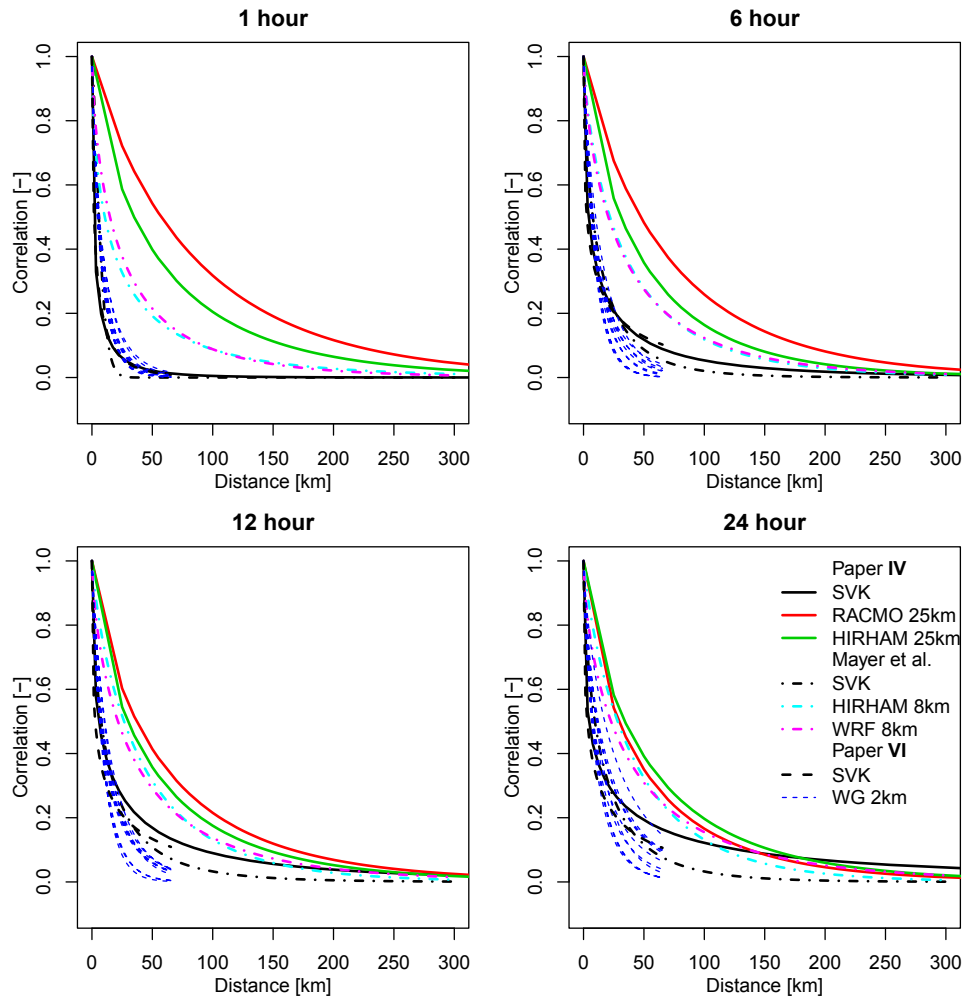 1 hour
Correlation [−]
0.0 0.2 0.4 0.6 0.8 1.0
0 50 100 150 200 250 300
Distance [km]
6 hour
Correlation [−]
0.0 0.2 0.4 0.6 0.8 1.0
0 50 100 150 200 250 300
Distance [km]
12 hour
Correlation [−]
0.0 0.2 0.4 0.6 0.8 1.0
0 50 100 150 200 250 300
Distance [km]
24 hour
Correlation [−]
0.0 0.2 0.4 0.6 0.8 1.0
0 50 100 150 200 250 300
Distance [km]
Paper IV
SVK
RACMO 25km
HIRHAM 25km
Mayer et al.
SVK
HIRHAM 8km
WRF 8km
Paper VI
SVK
WG 2km